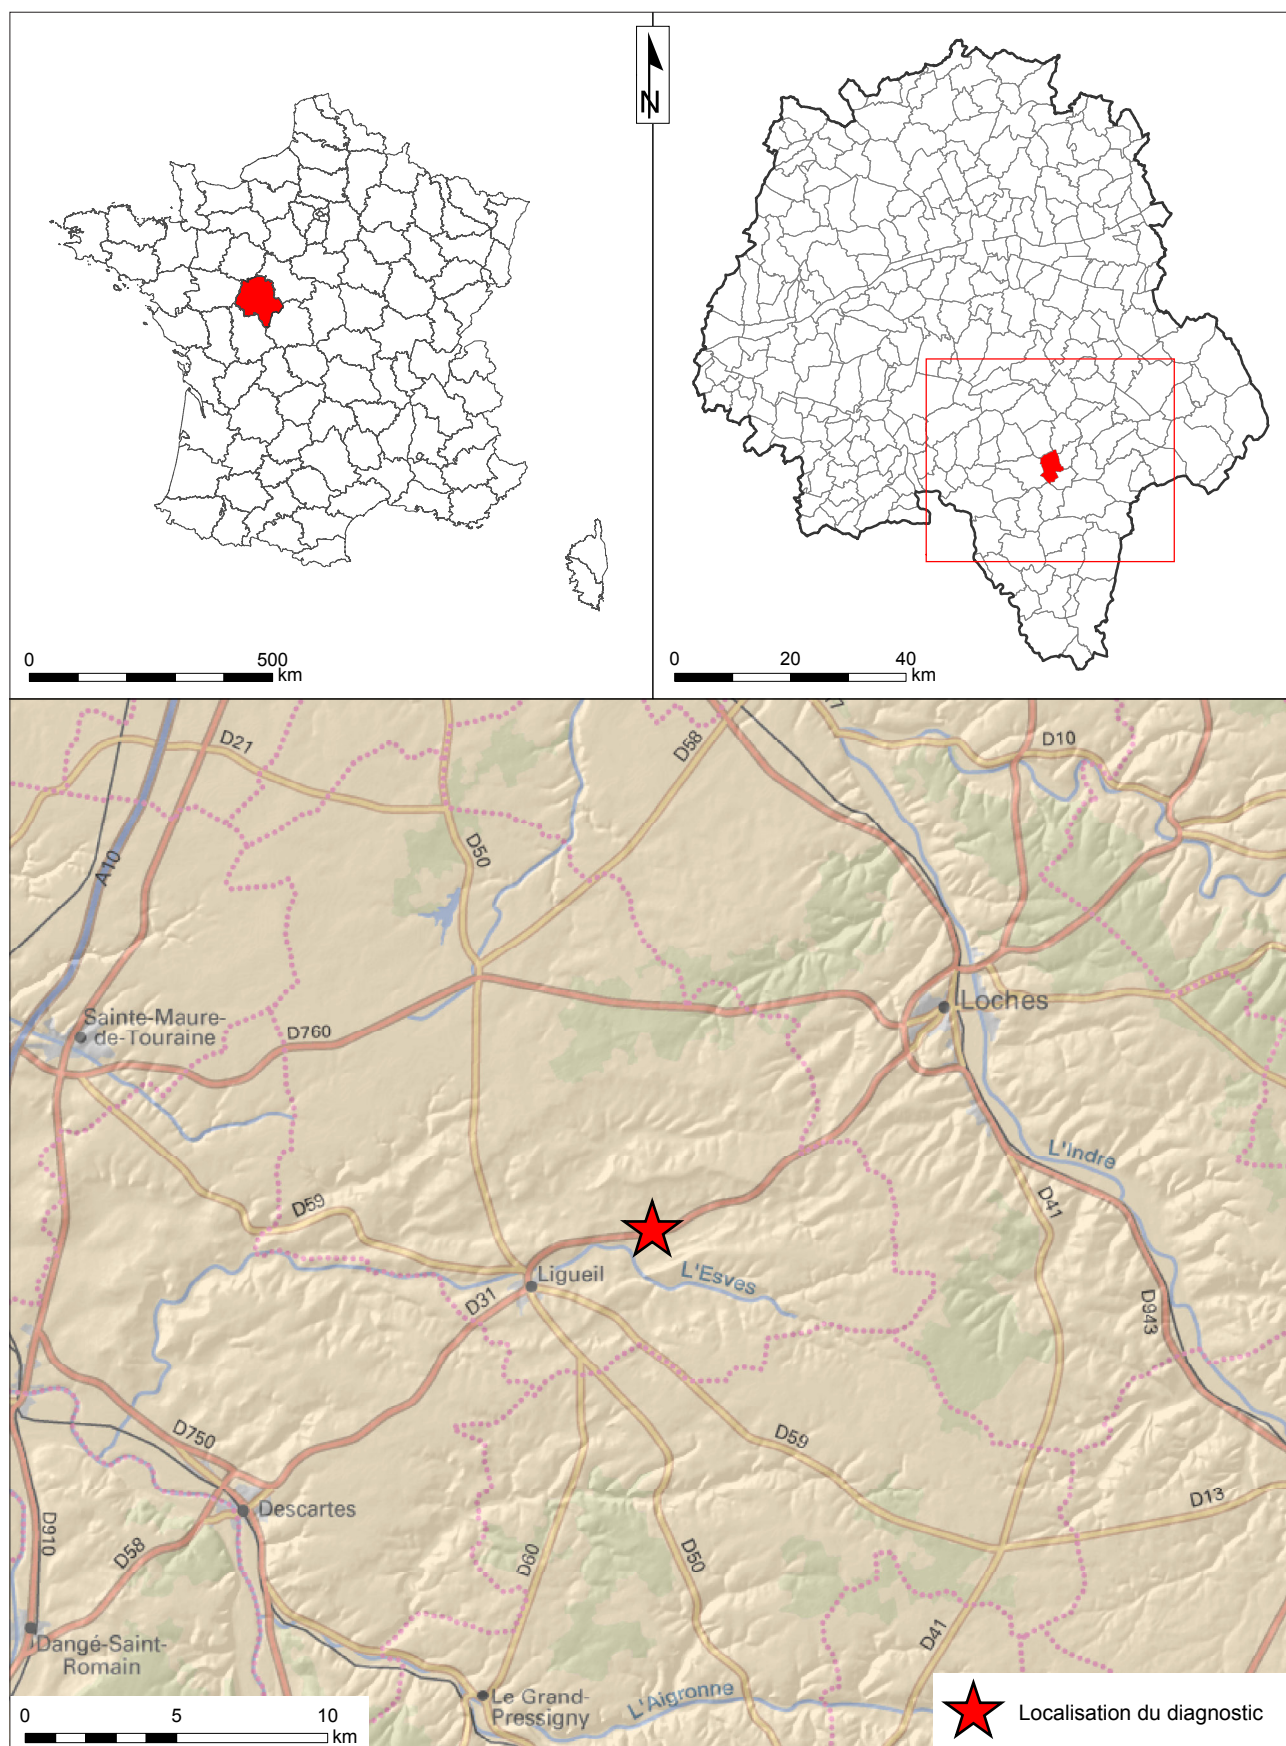 N
0 500
km
0 20 40
km
D21
D58
7
D10
D50
A10
Sainte-Maure-
de-Touraine
D760
Loches
L'Indre
D59
D41
Ligueil
L'Esves
D31
D943
D750
D59
Descartes
D13
D910
D58
D60
D50
D41
Dangé-Saint-
Romain
Le Grand-
Pressigny
L'Aigronne
0 5 10
km
Localisation du diagnostic